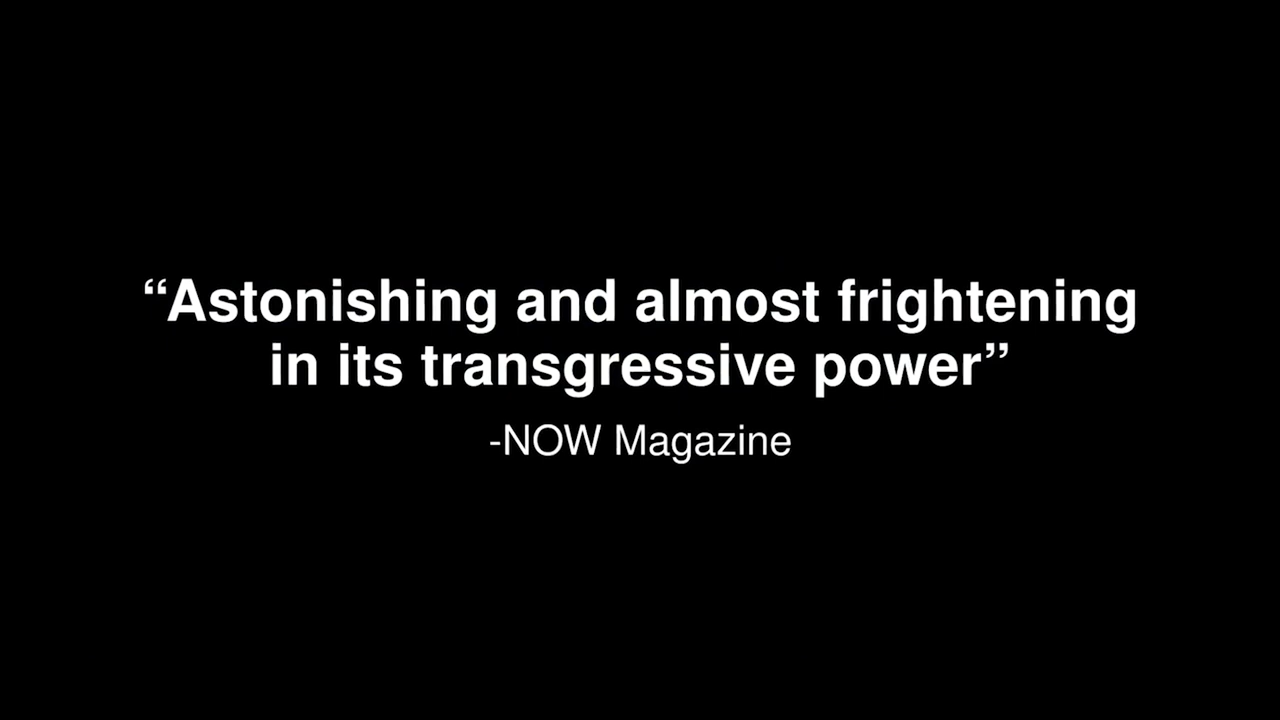 “Astonishing and almost frightening
in its transgressive power”
-NOW Magazine